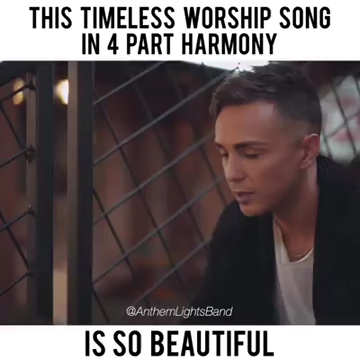 THIS TIMELESS WORSHIP SONG
IN 4 PART HARMONY
@AnthemLightsBand
IS SO BEAUTIFUL